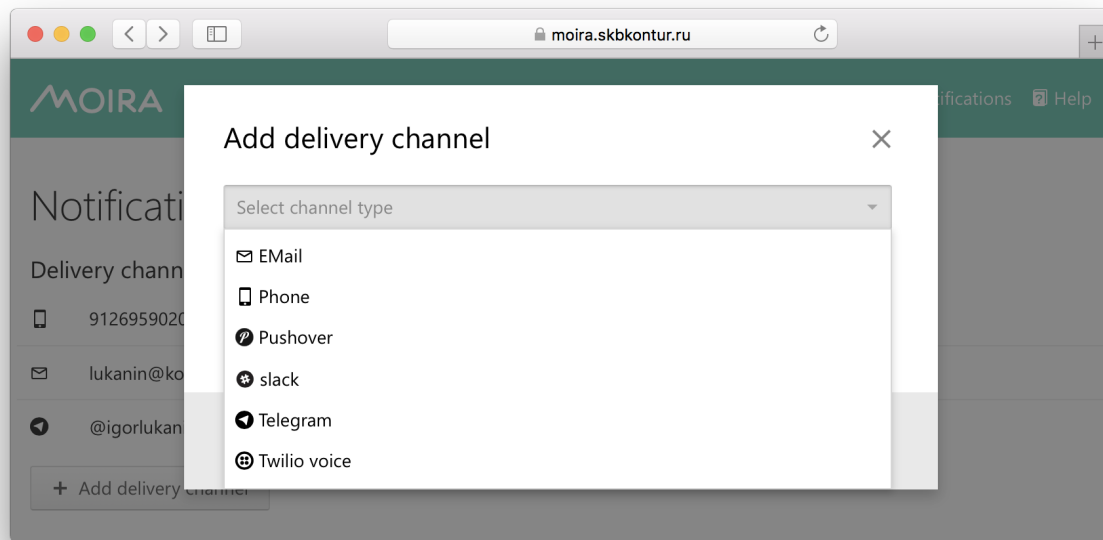 moira.skbkontur.ru
MOIRA
ifications
Help
Add delivery channel
Notificati
Select channel type
Delivery chann
EMail
Phone
9126959020
Pushover
lukanin@ko
slack
@igorlukan
Telegram
Twilio voice
Add delivery channel